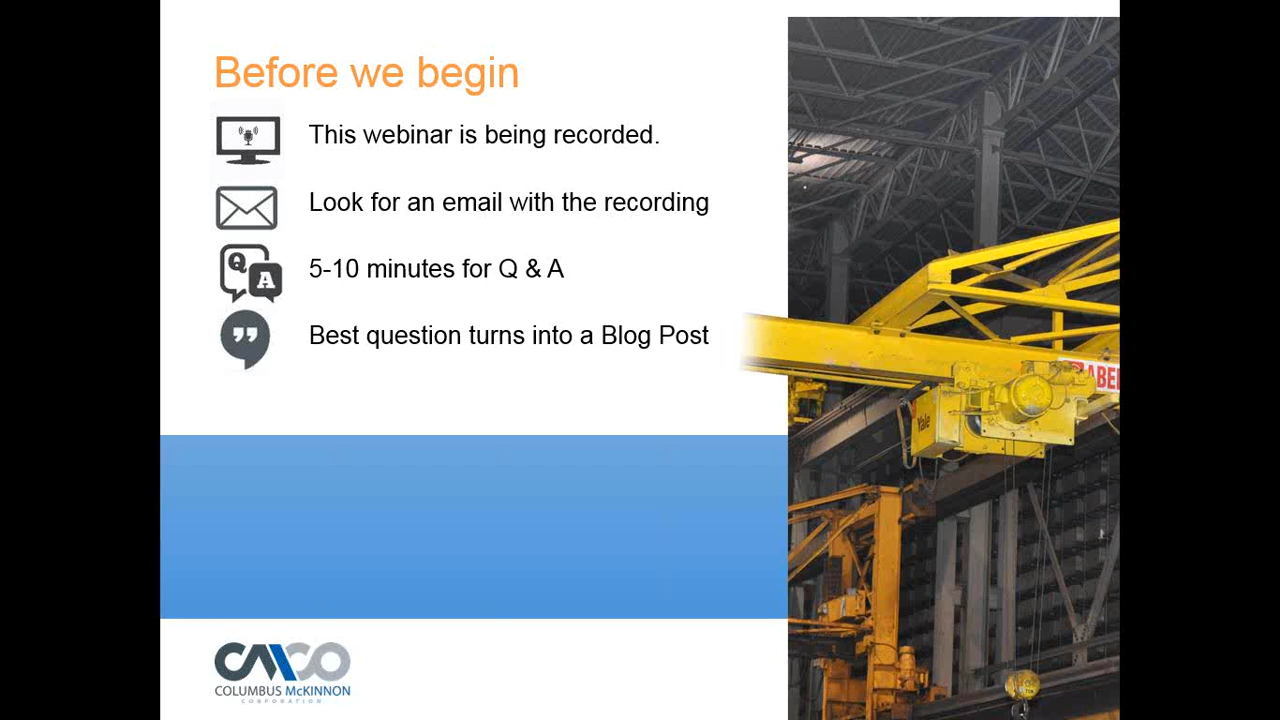 Before we begin
This webinar is being recorded.
Look for an email with the recording
Q A
5-10 minutes for Q & A
Best question turns into a Blog Post
ABE
Yale
CMCO
COLUMBUS McKINNON
CORPORATION